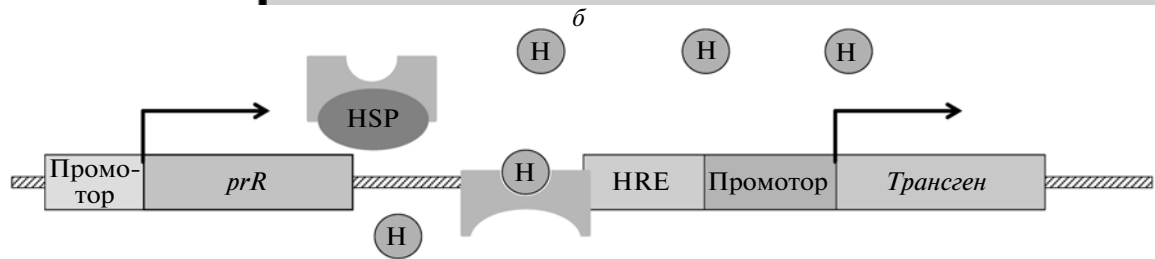 б
Н
Н
Н
HSP
Промо-
тор
prR
Н
HRE
Промотор
Трансген
Н